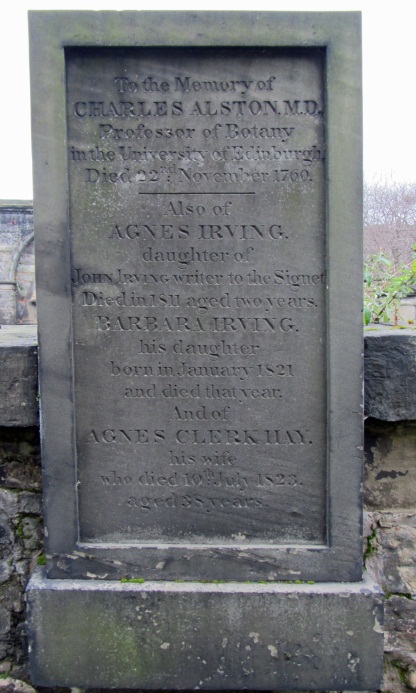 To the Memory of
CHARLES ALSTON, M.D.
Professor of Botany
in the University of Edinburgh,
Died 22nd November 1760.
Also of
AGNES IRVING.
daughter of
JOHN IRVING writer to the Signet
Died in 1811 aged two years.
BARBARA IRVING.
his daughter
born in January 1821
and died that year.
And of
AGNES CLERK HAY.
his wife
who died 10th July 1823.
aged 38 years.